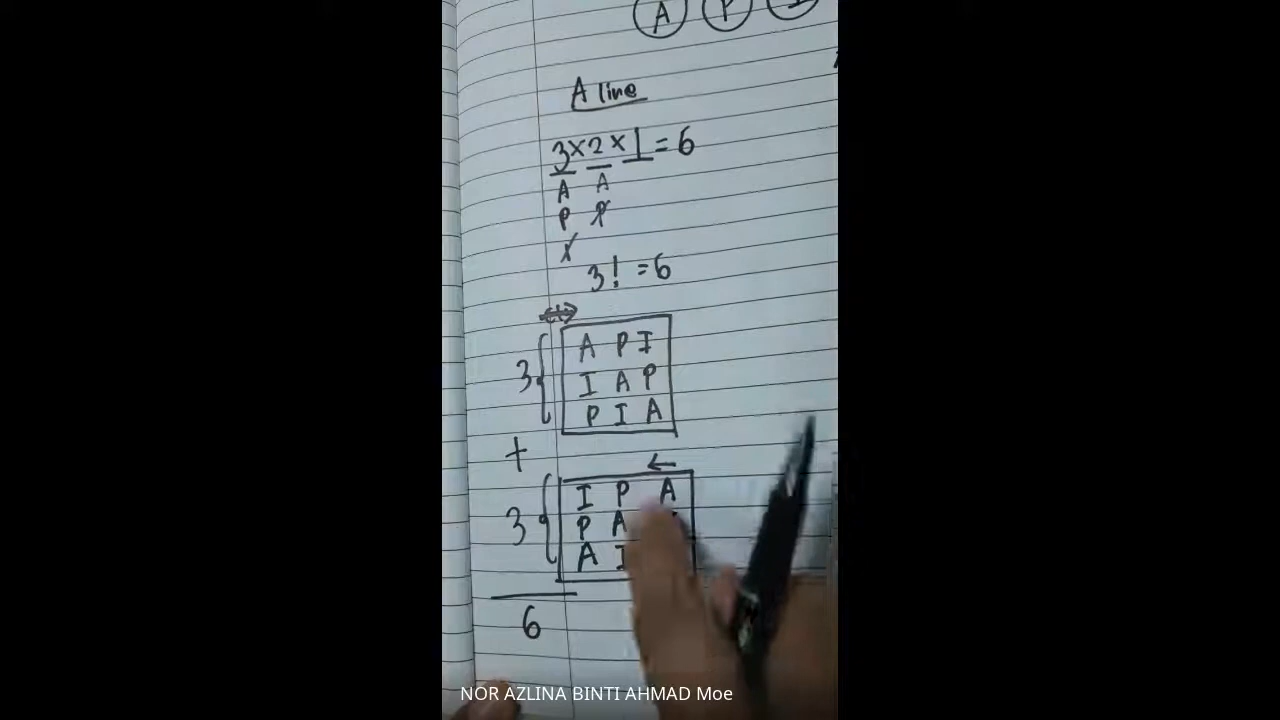 A P
A line
3 × 2 × 1 = 6
A A
P P
3! = 6
A P I
3 { I A P
P I A
+
←
I P A
3 { P A
A I
6
NOR AZLINA BINTI AHMAD Moe